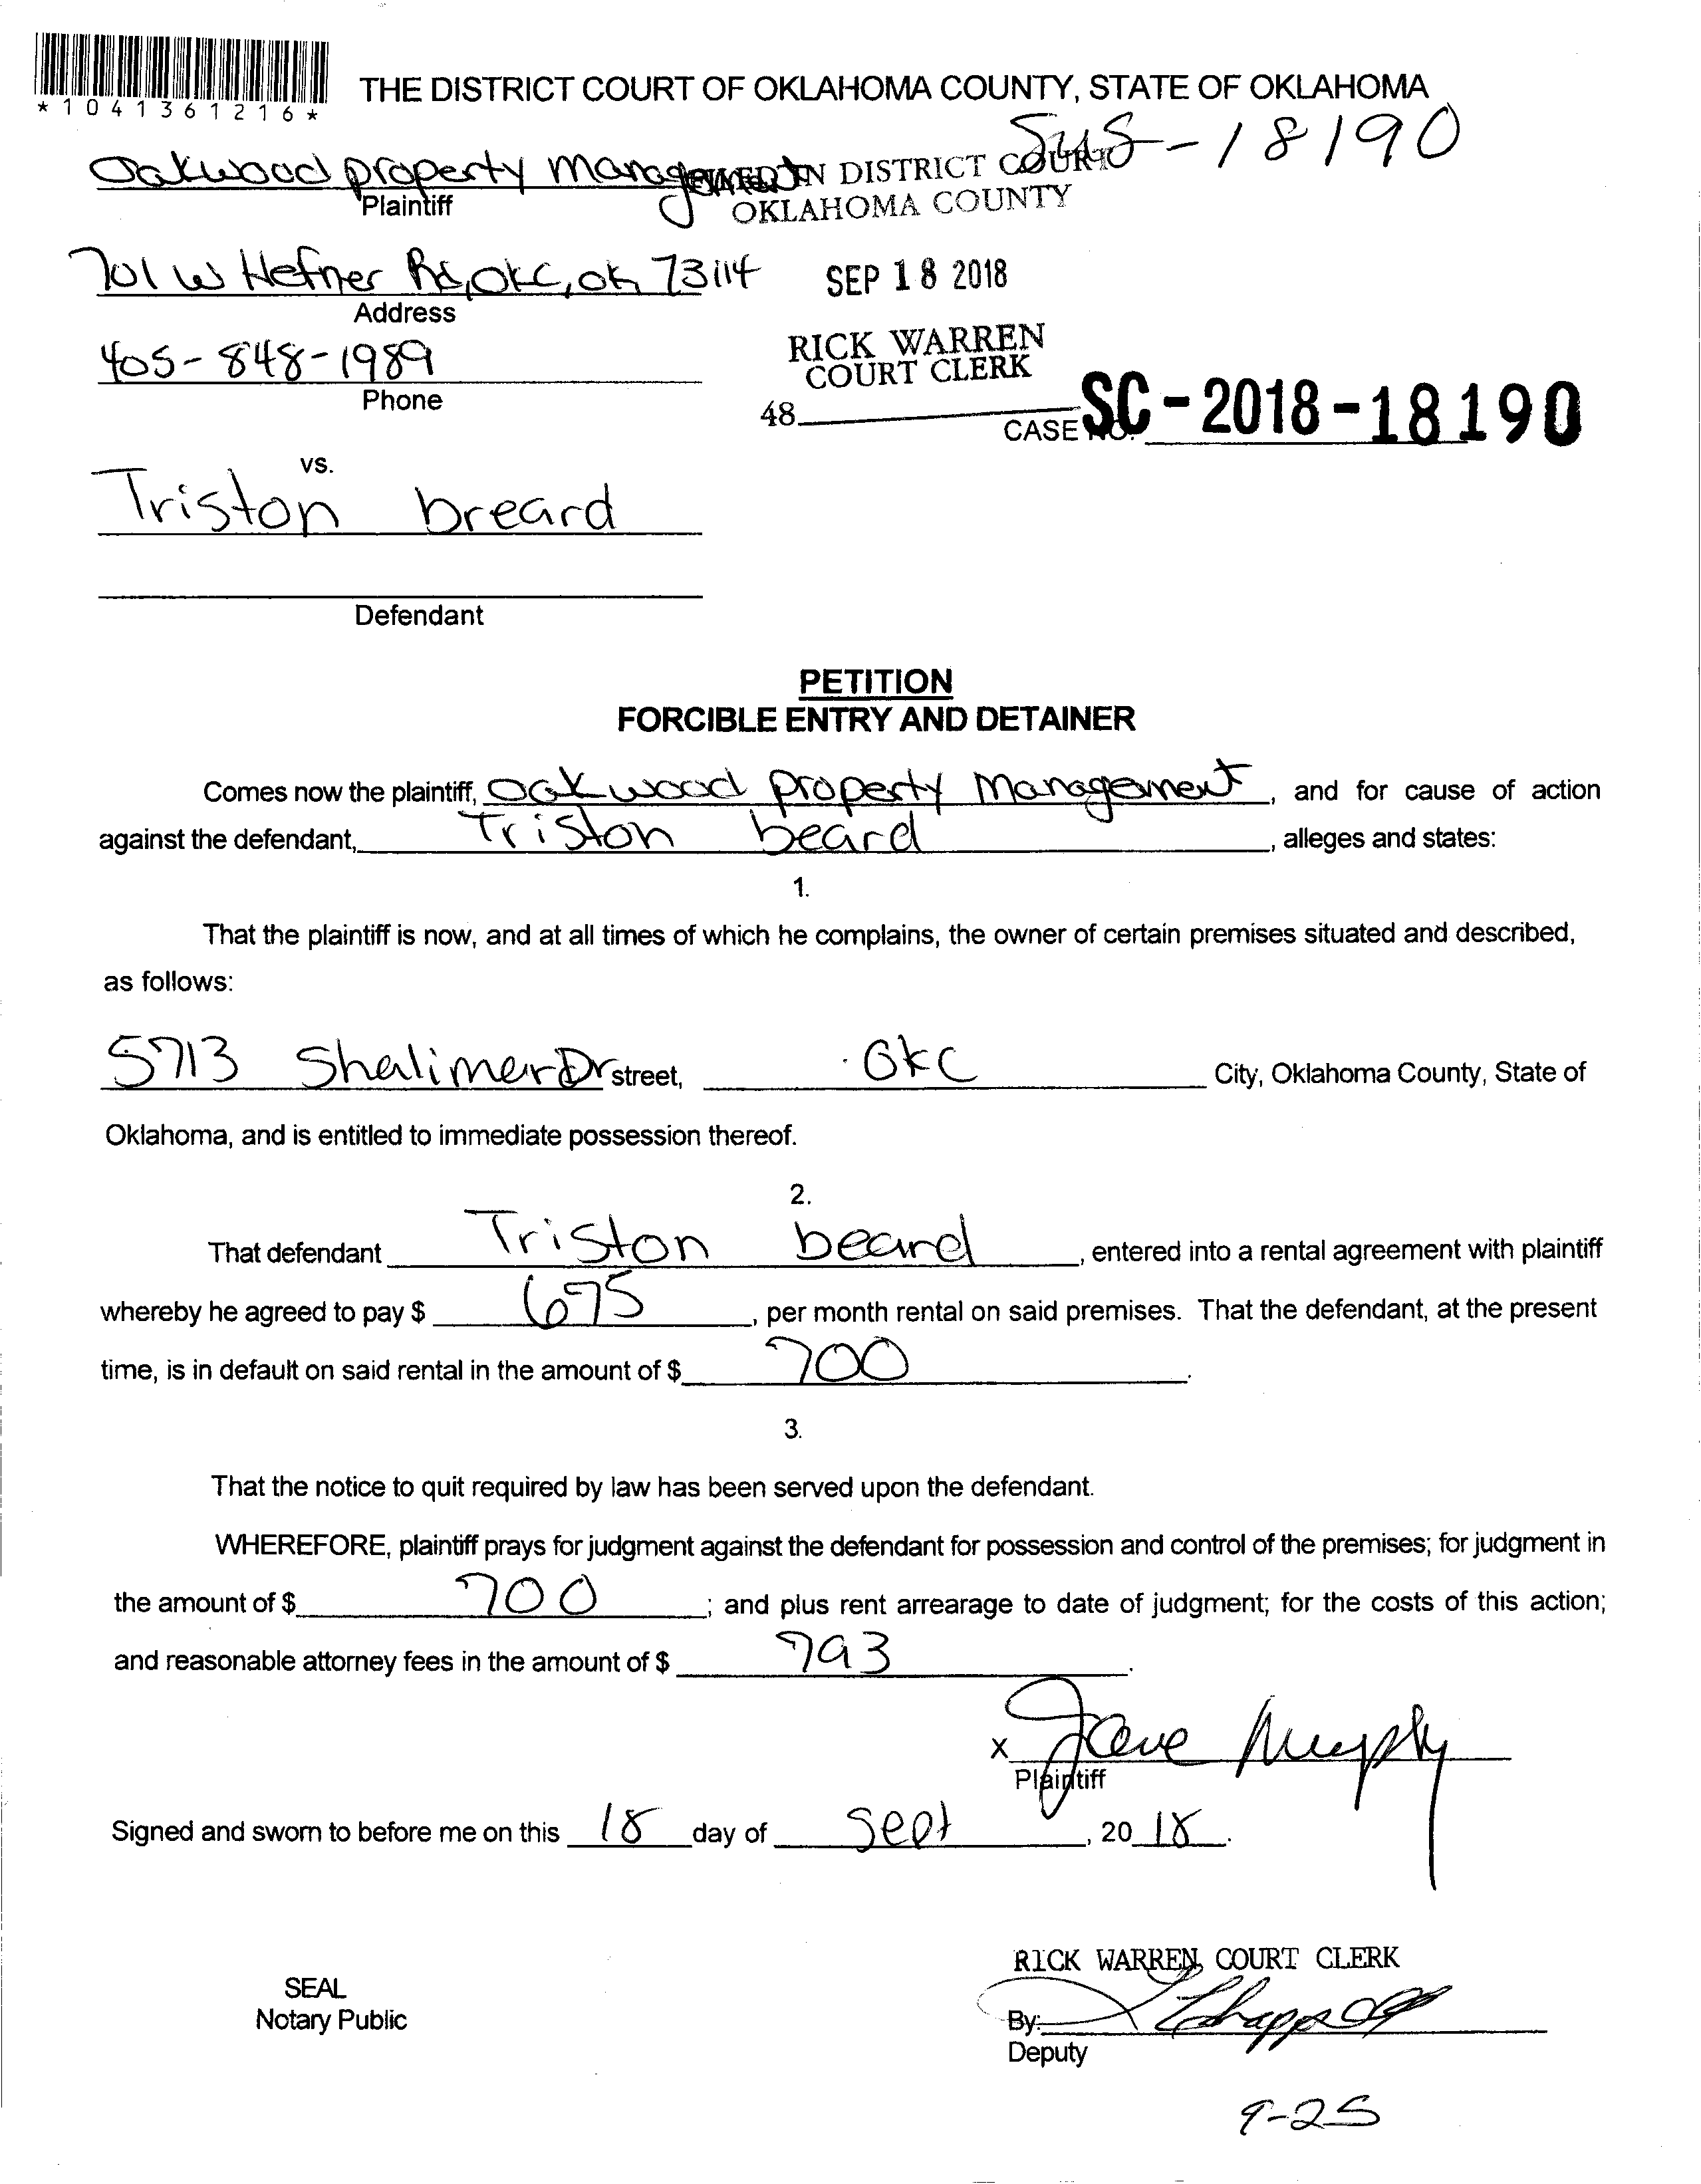 *1041361216*
THE DISTRICT COURT OF OKLAHOMA COUNTY, STATE OF OKLAHOMA
-18190
Oakwood property management
IN DISTRICT COURT
Plaintiff
OKLAHOMA COUNTY
701 W Hefner Rd, OKC, OK 73114
SEP 18 2018
Address
RICK WARREN
COURT CLERK
405-848-1989
Phone
48
CASE NO. SC-2018-18190
vs.
Triston breard
Defendant
PETITION
FORCIBLE ENTRY AND DETAINER
Comes now the plaintiff, Oakwood property management, and for cause of action
against the defendant, Triston beard, alleges and states:
1.
That the plaintiff is now, and at all times of which he complains, the owner of certain premises situated and described,
as follows:
5713 Shalimer Dr street, OKC City, Oklahoma County, State of
Oklahoma, and is entitled to immediate possession thereof.
2.
That defendant Triston beard, entered into a rental agreement with plaintiff
whereby he agreed to pay $ 675, per month rental on said premises. That the defendant, at the present
time, is in default on said rental in the amount of $ 700.
3.
That the notice to quit required by law has been served upon the defendant.
WHEREFORE, plaintiff prays for judgment against the defendant for possession and control of the premises; for judgment in
the amount of $ 700; and plus rent arrearage to date of judgment; for the costs of this action;
and reasonable attorney fees in the amount of $ 793.
X Murphy
Plaintiff
Signed and sworn to before me on this 18 day of Sept, 20 18.
RICK WARREN, COURT CLERK
SEAL
Notary Public
By:
Deputy
9-25